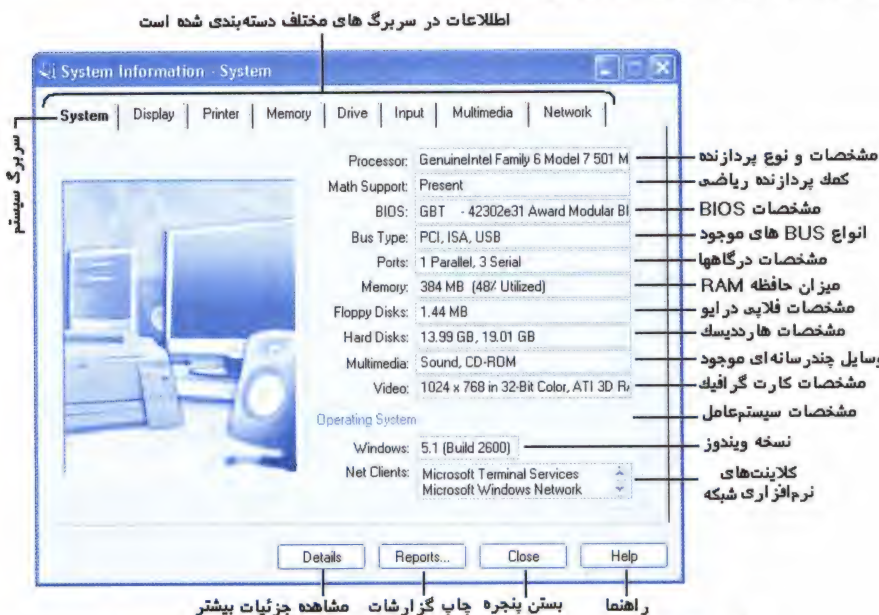 اطلاعات در سربرگ های مختلف دسته‌بندی شده است
System Information - System
System Display Printer Memory Drive Input Multimedia Network
سربرگ سیستم
Processor: GenuineIntel Family 6 Model 7 501 M
مشخصات و نوع پردازنده
Math Support: Present
کمك پردازنده ریاضی
BIOS: GBT - 42302e31 Award Modular BI
مشخصات BIOS
Bus Type: PCI, ISA, USB
انواع BUS های موجود
Ports: 1 Parallel, 3 Serial
مشخصات درگاهها
Memory: 384 MB (48% Utilized)
میزان حافظه RAM
Floppy Disks: 1.44 MB
مشخصات فلاپی درایو
Hard Disks: 13.99 GB, 19.01 GB
مشخصات هارددیسك
Multimedia: Sound, CD-ROM
وسایل چندرسانه‌ای موجود
Video: 1024 x 768 in 32-Bit Color, ATI 3D RA
مشخصات کارت گرافیك
Operating System
مشخصات سیستم‌عامل
Windows: 5.1 (Build 2600)
نسخه ویندوز
Net Clients: Microsoft Terminal Services
Microsoft Windows Network
کلاینت‌های
نرم‌افزاری شبکه
Details Reports... Close Help
مشاهده جزئیات بیشتر چاپ گزارشات بستن پنجره راهنما